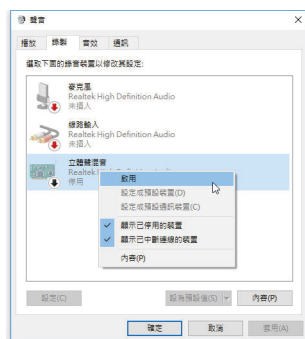 聲音
播放 錄製 音效 通訊
選取下面的錄音裝置以修改其設定:
麥克風
Realtek High Definition Audio
未插入
線路輸入
Realtek High Definition Audio
未插入
立體聲混音
Realtek
停用
啟用
設定成預設裝置(D)
設定成預設通訊裝置(C)
顯示已停用的裝置
顯示已中斷連線的裝置
內容(P)
設定(C) 設為預設值(S) 內容(P)
確定 取消 套用(A)